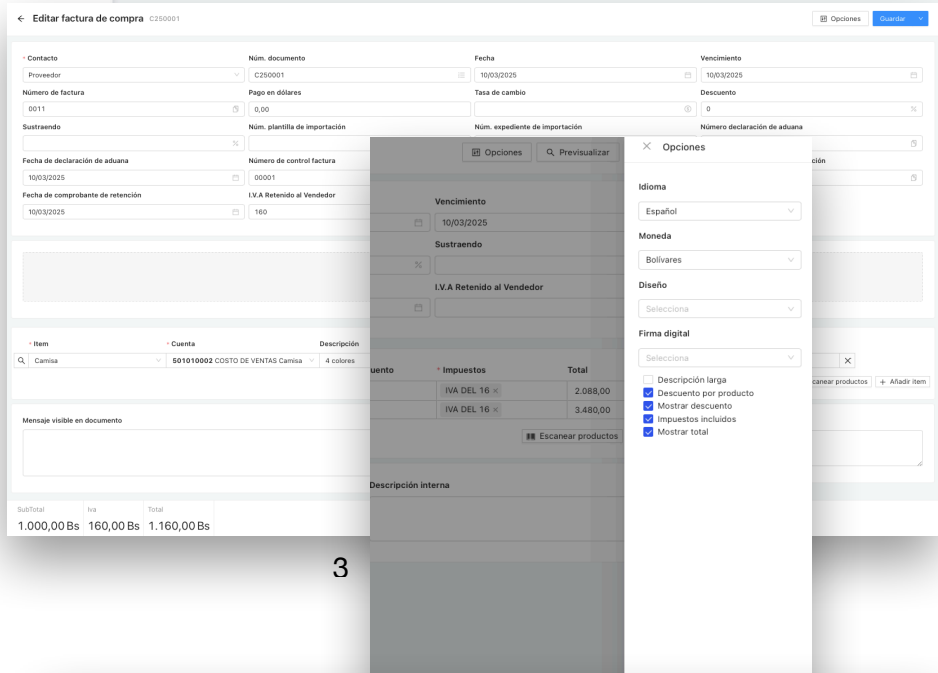 Editar factura de compra C250001
Opciones
Guardar
* Contacto
Núm. documento
Fecha
Vencimiento
Proveedor
C250001
10/03/2025
10/03/2025
Número de factura
Pago en dólares
Tasa de cambio
Descuento
0011
0,00
0
%
Sustraendo
Núm. plantilla de importación
Núm. expediente de importación
Número declaración de aduana
%
Fecha de declaración de aduana
Número de control factura
ción
10/03/2025
00001
Fecha de comprobante de retención
I.V.A Retenido al Vendedor
10/03/2025
160
* Item
* Cuenta
Descripción
Camisa
501010002 COSTO DE VENTAS Camisa
4 colores
canear productos
+ Añadir item
Mensaje visible en documento
SubTotal
Iva
Total
1.000,00 Bs
160,00 Bs
1.160,00 Bs
3
Opciones
Previsualizar
Vencimiento
10/03/2025
Sustraendo
%
I.V.A Retenido al Vendedor
uento
* Impuestos
Total
IVA DEL 16 ×
2.088,00
IVA DEL 16 ×
3.480,00
Escanear productos
Descripción interna
Opciones
Idioma
Español
Moneda
Bolívares
Diseño
Selecciona
Firma digital
Selecciona
Descripción larga
Descuento por producto
Mostrar descuento
Impuestos incluidos
Mostrar total